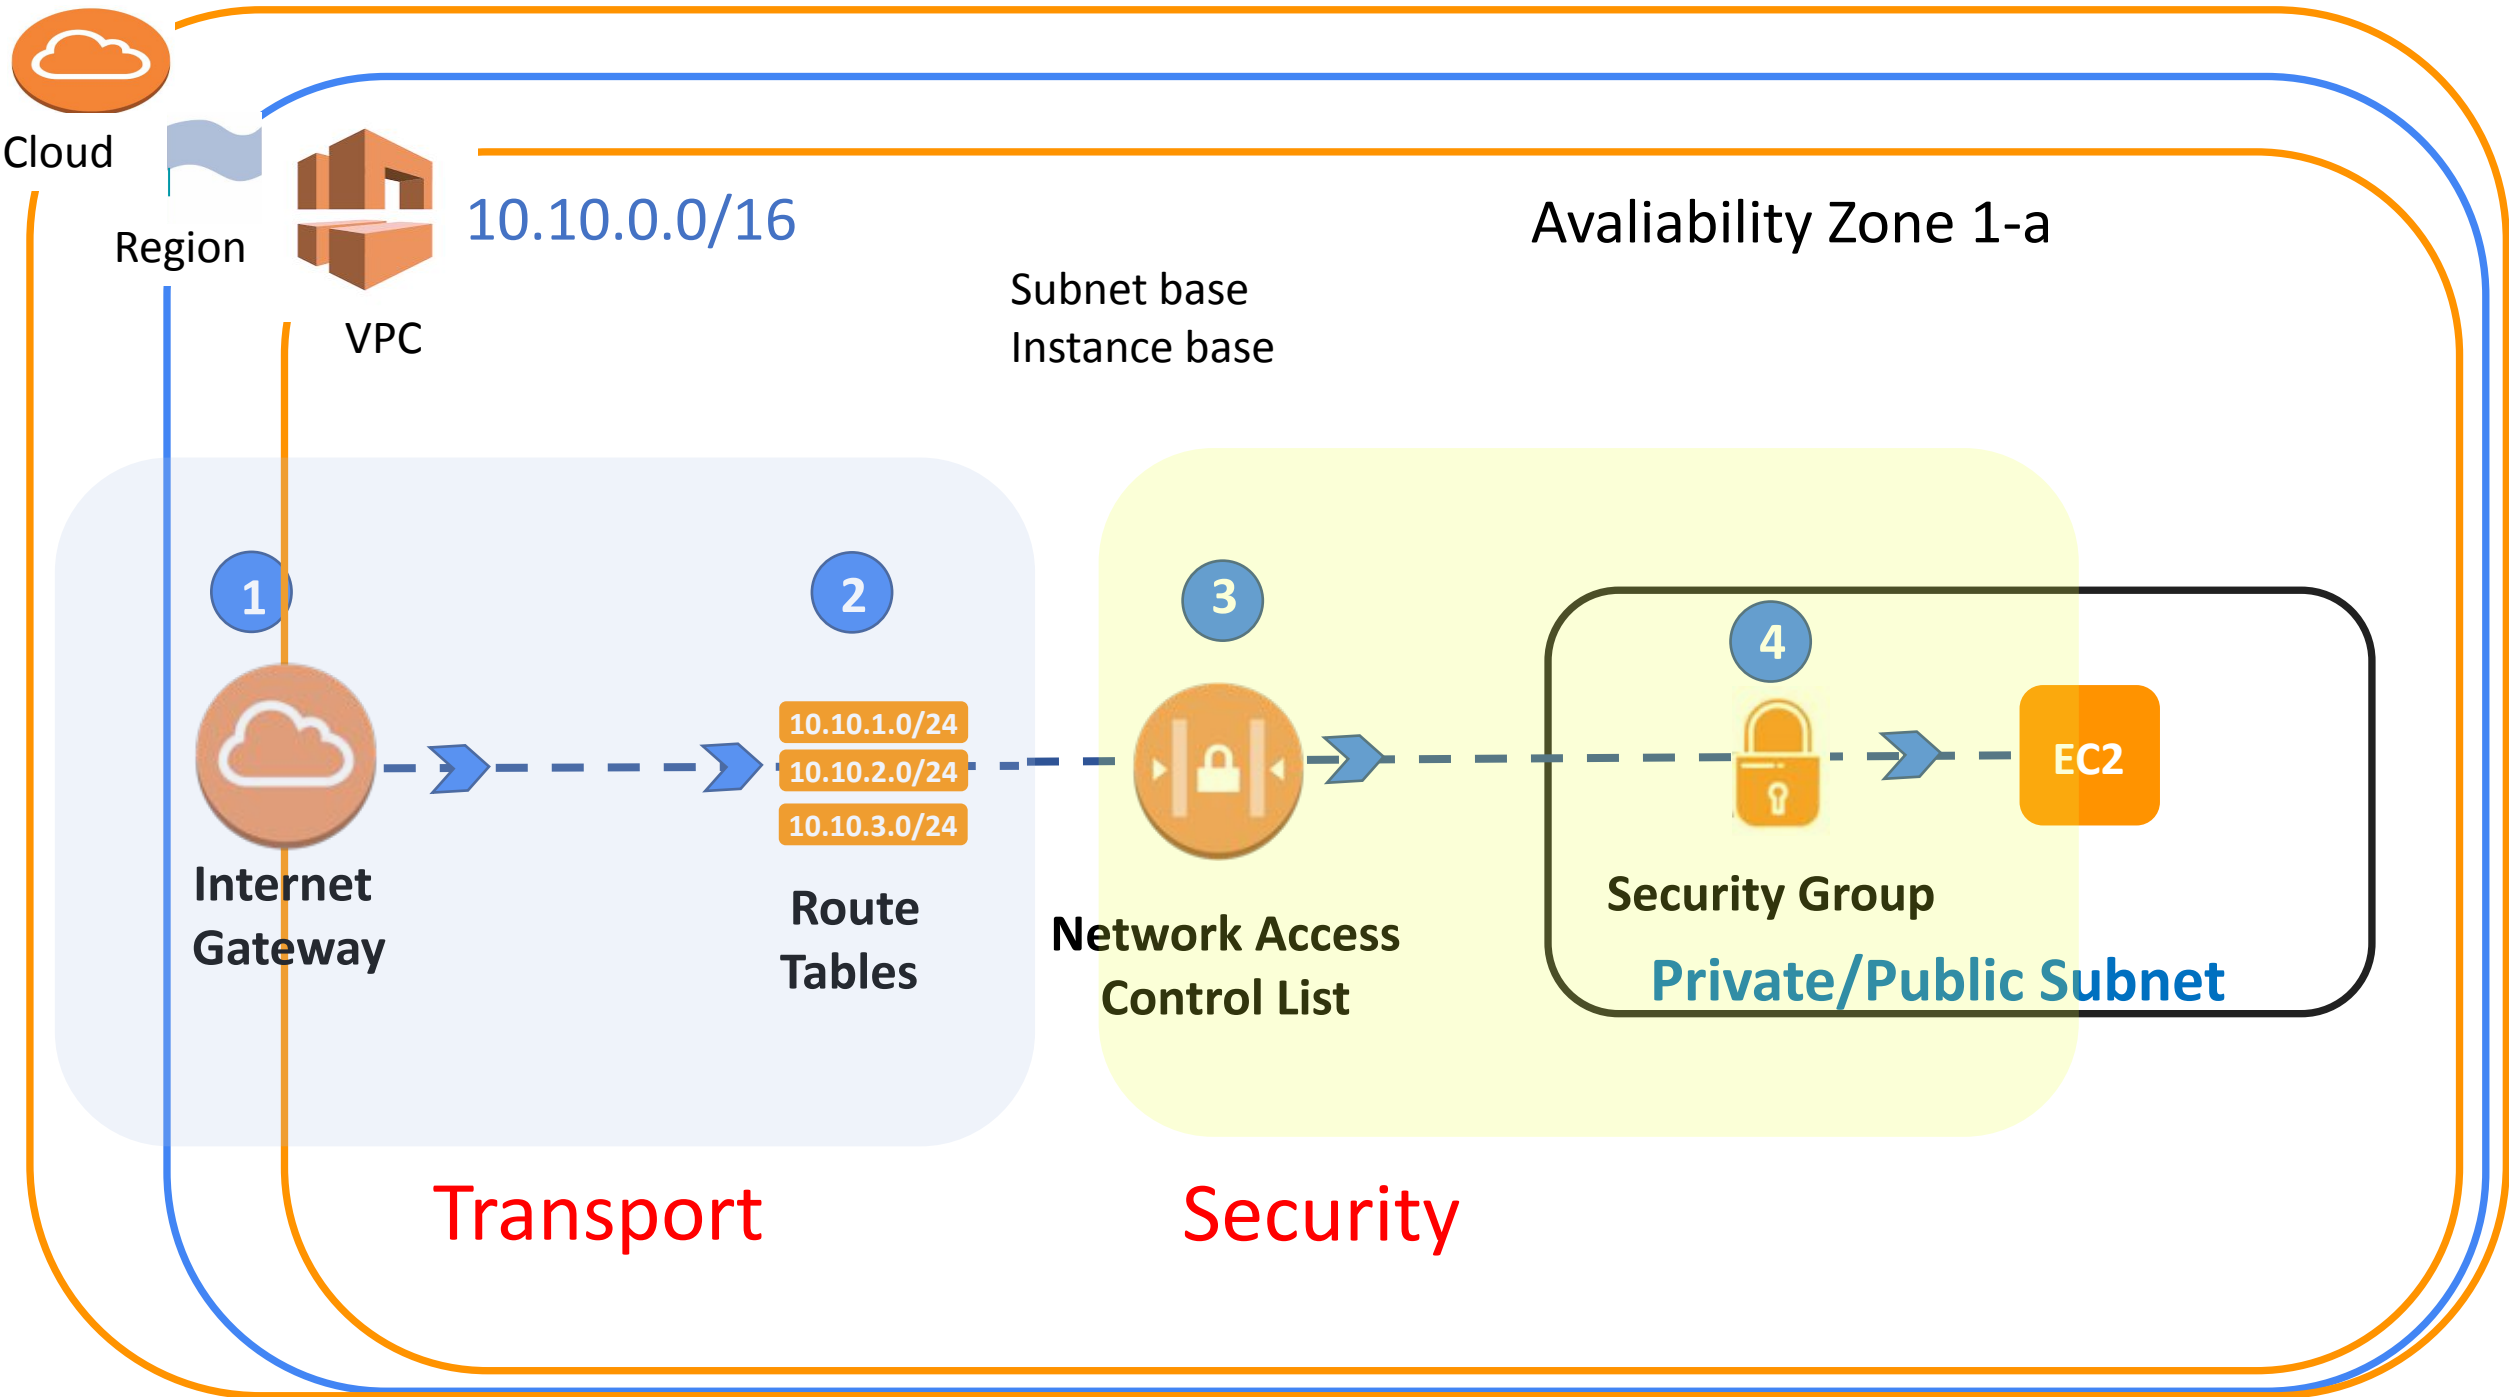 Cloud
Region
VPC
10.10.0.0/16
Avaliability Zone 1-a
Subnet base
Instance base
1
2
3
4
10.10.1.0/24
10.10.2.0/24
10.10.3.0/24
EC2
Internet
Gateway
Route
Tables
Network Access
Control List
Security Group
Private/Public Subnet
Transport
Security